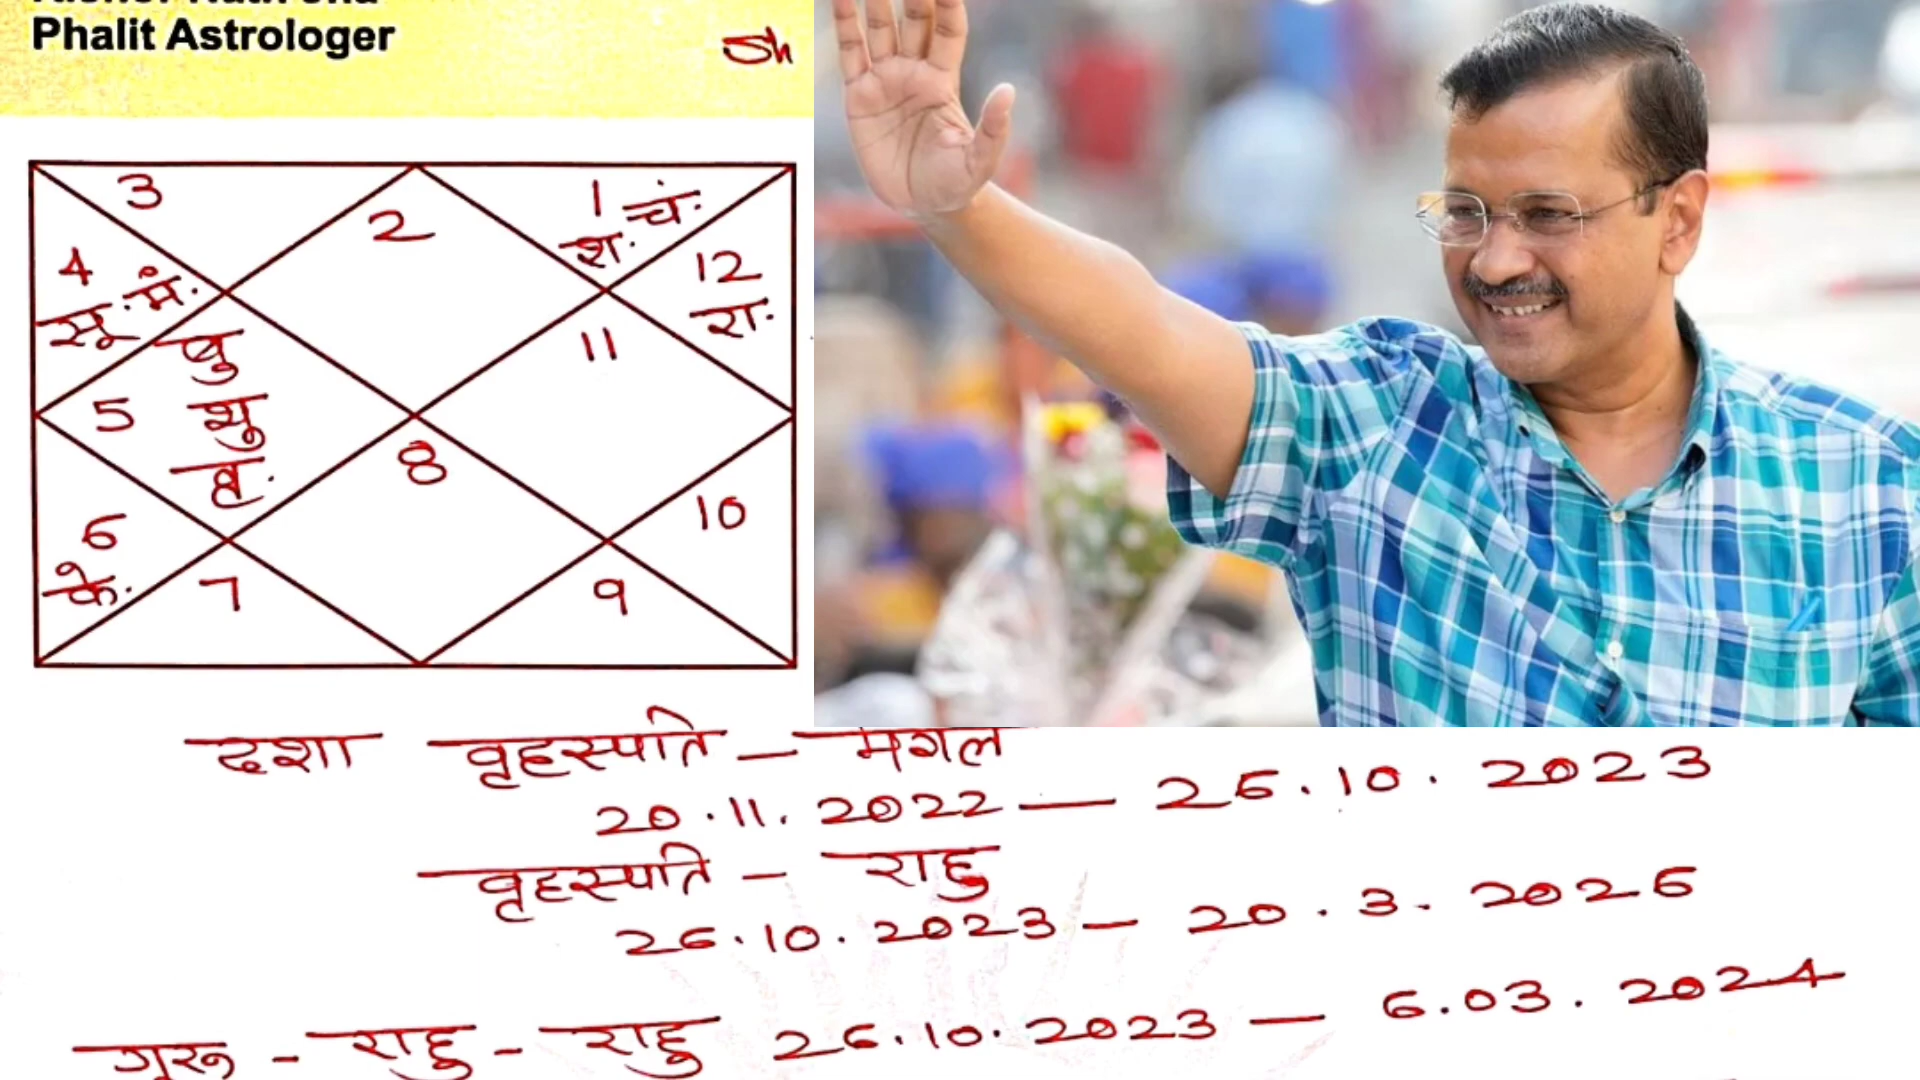 Phalit Astrologer
Sh
3
2
1 चं.
श.
4 मं.
सू.
12
रा.
बु
11
5 शु
बृ.
8
10
6
के.
7
9
दशा वृहस्पति - मंगल
20.11.2022 — 26.10.2023
वृहस्पति - राहु
26.10.2023 — 20.3.2026
गुरू - राहु - राहु 26.10.2023 — 6.03.2024